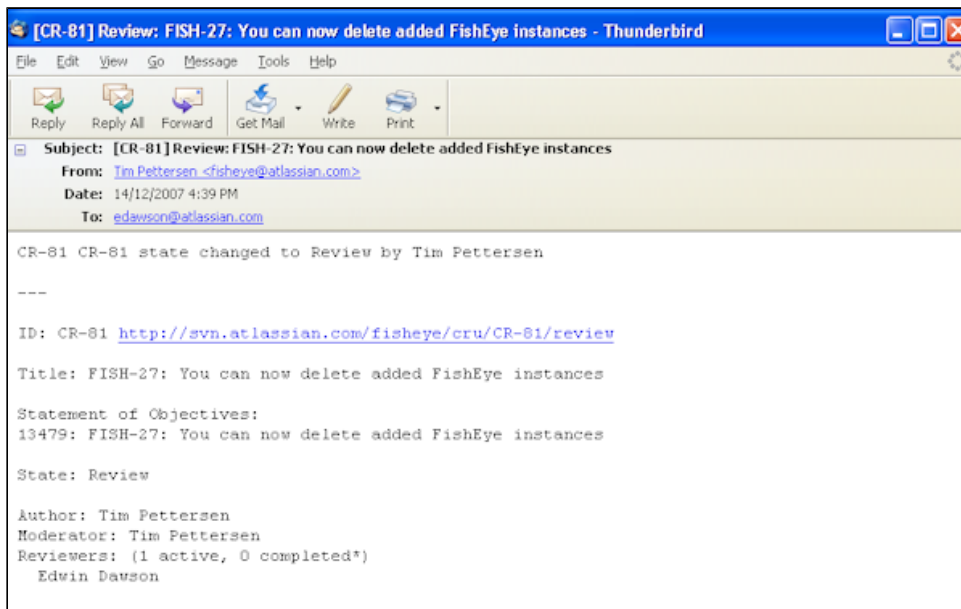 [CR-81] Review: FISH-27: You can now delete added FishEye instances - Thunderbird
File Edit View Go Message Tools Help
Reply Reply All Forward Get Mail Write Print
Subject: [CR-81] Review: FISH-27: You can now delete added FishEye instances
From: Tim Pettersen <fisheye@atlassian.com>
Date: 14/12/2007 4:39 PM
To: edawson@atlassian.com
CR-81 CR-81 state changed to Review by Tim Pettersen
---
ID: CR-81 http://svn.atlassian.com/fisheye/cru/CR-81/review
Title: FISH-27: You can now delete added FishEye instances
Statement of Objectives:
13479: FISH-27: You can now delete added FishEye instances
State: Review
Author: Tim Pettersen
Moderator: Tim Pettersen
Reviewers: (1 active, 0 completed*)
Edwin Dawson